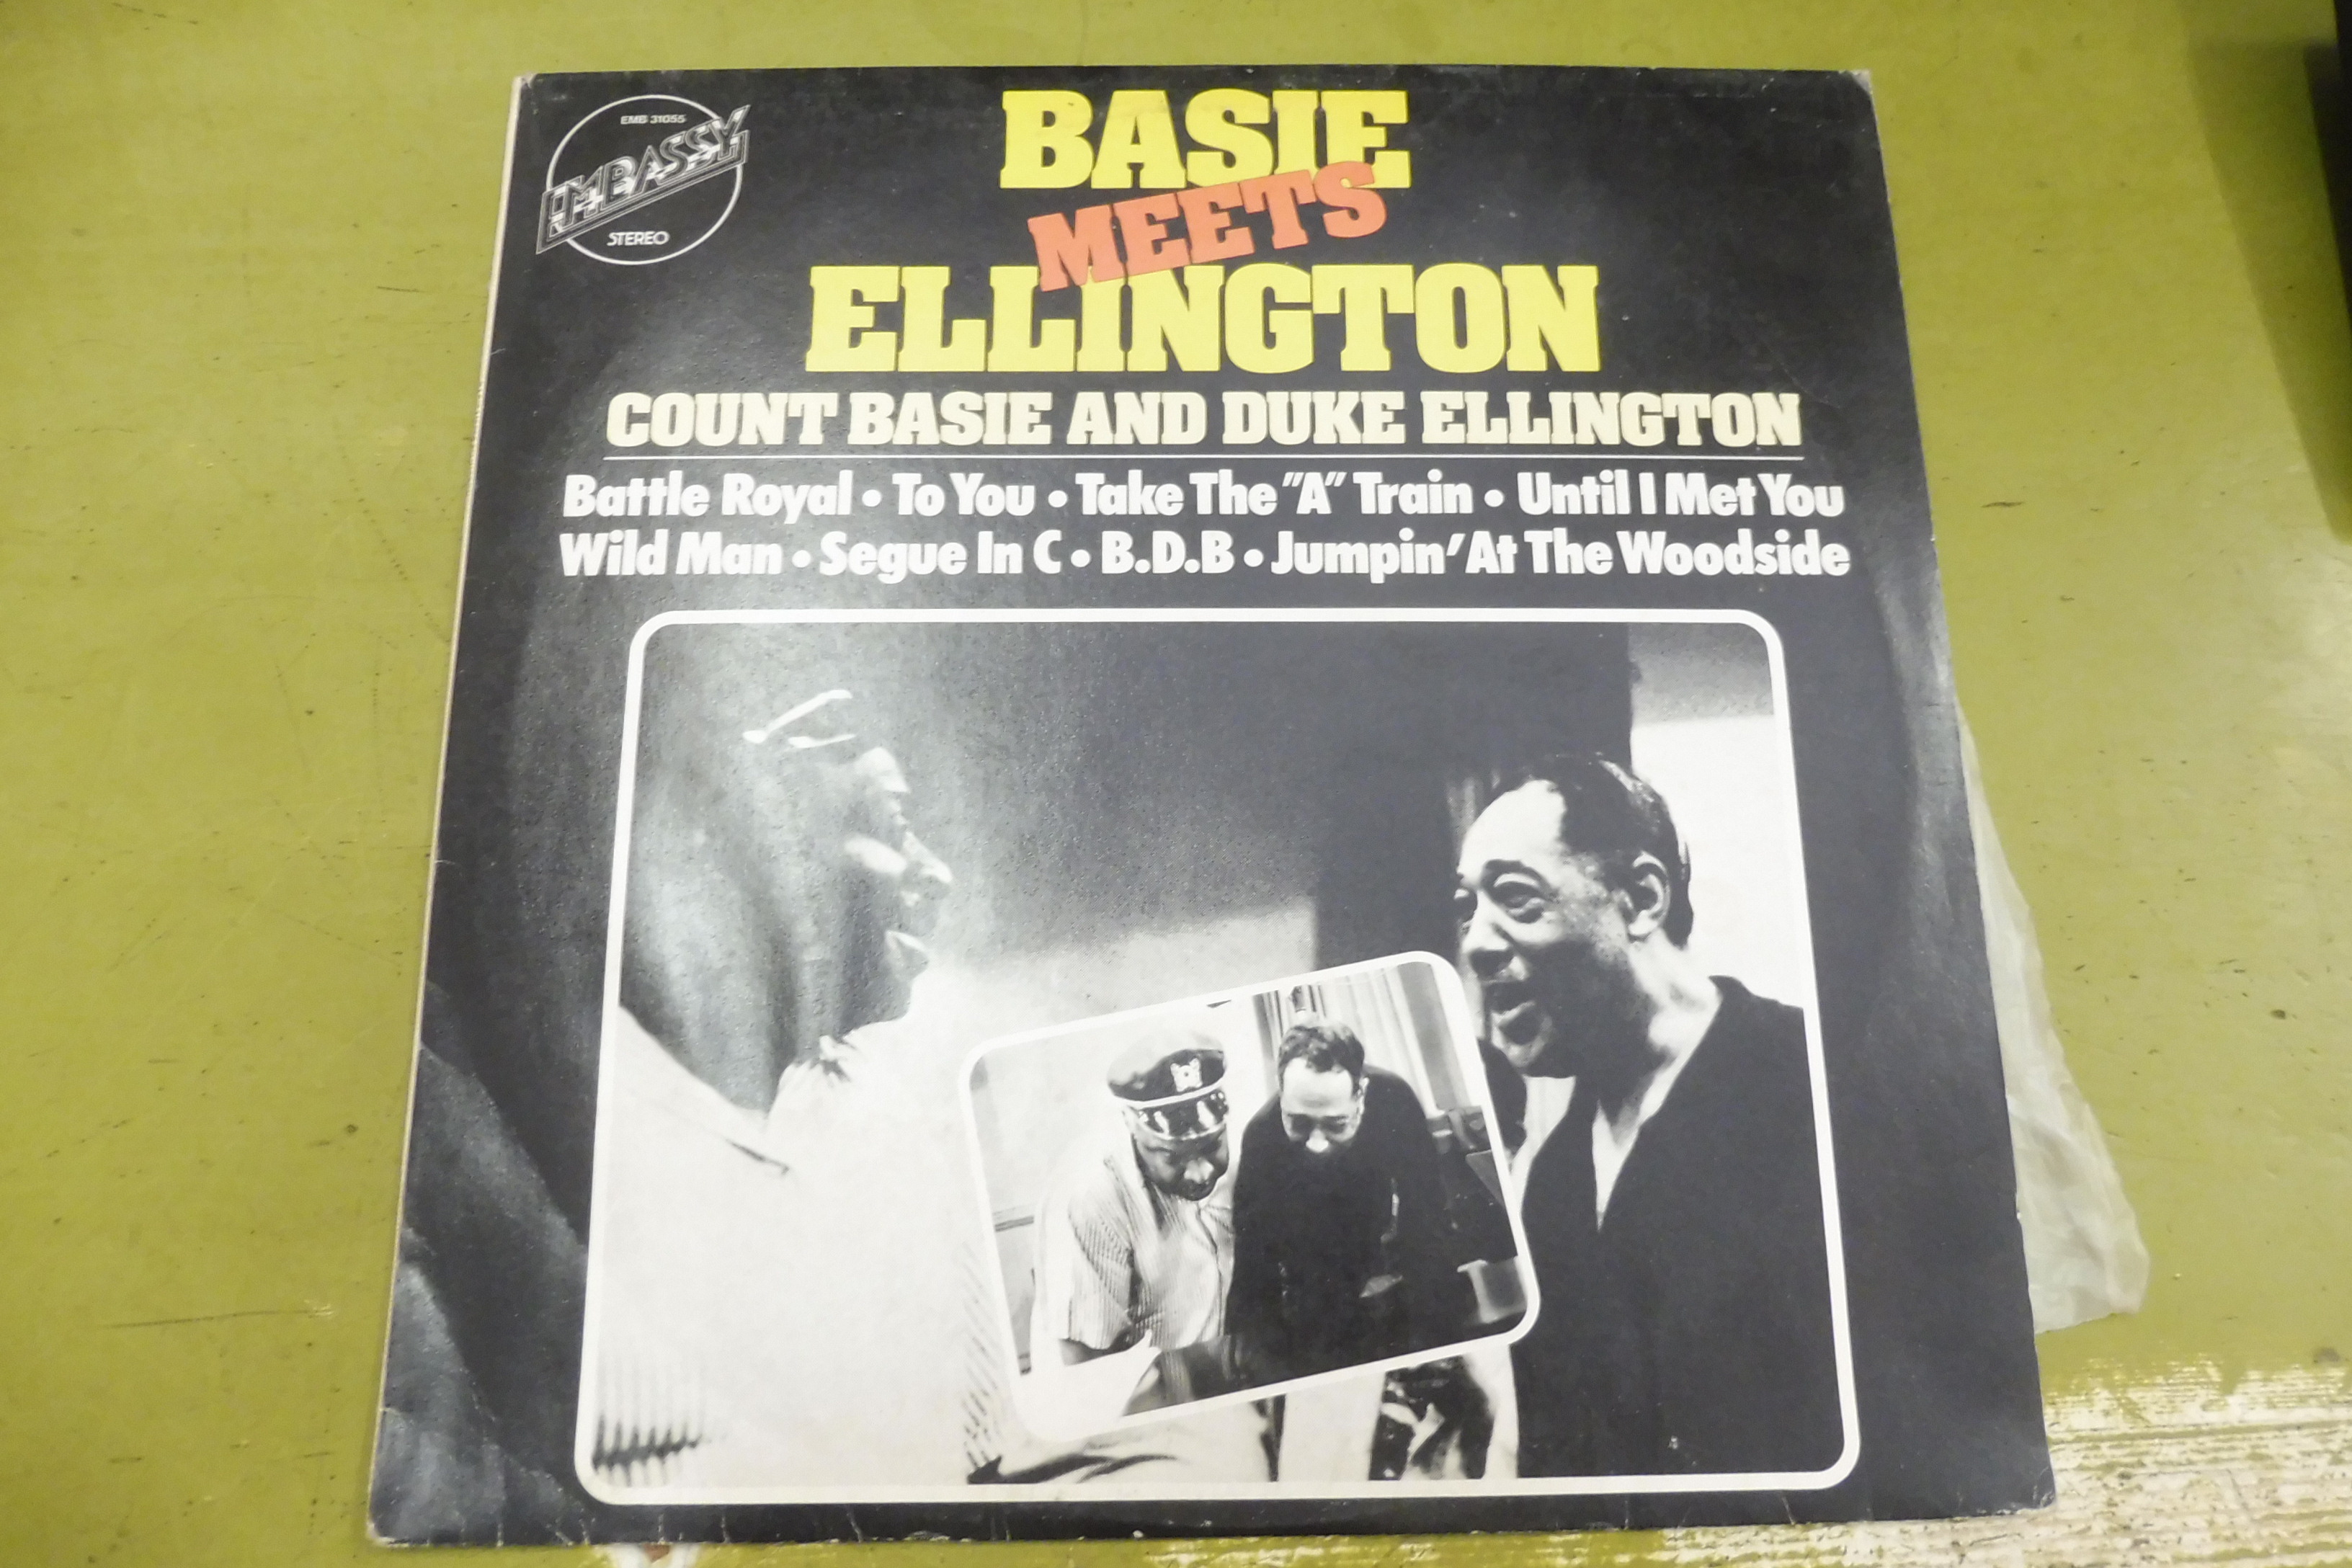 EMB 31055
EMBASSY
STEREO
BASIE
MEETS
ELLINGTON
COUNT BASIE AND DUKE ELLINGTON
Battle Royal • To You • Take The "A" Train • Until I Met You
Wild Man • Segue In C • B.D.B • Jumpin' At The Woodside